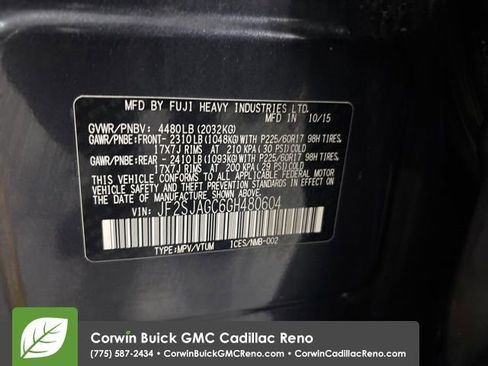 MFD BY FUJI HEAVY INDUSTRIES LTD.
MFD IN 10/15
GVWR/PNBV: 4480LB (2032KG)
GAWR/PNBE: FRONT- 2310LB (1048KG) WITH P225/60R17 98H TIRES,
17X7J RIMS AT 210 KPA ( 30 PSI) COLD
GAWR/PNBE: REAR - 2410LB (1093KG) WITH P225/60R17 98H TIRES,
17X7J RIMS AT 200 KPA ( 29 PSI) COLD
THIS VEHICLE CONFORMS TO ALL APPLICABLE FEDERAL MOTOR
VEHICLE SAFETY AND THEFT PREVENTION STANDARDS IN EFFECT
ON THE DATE OF MANUFACTURE SHOWN ABOVE.
VIN: JF2SJAGC6GH480604
TYPE:MPV/VTUM ICES/NMB-002
Corwin Buick GMC Cadillac Reno
(775) 587-2434 • CorwinBuickGMCReno.com • CorwinCadillacReno.com